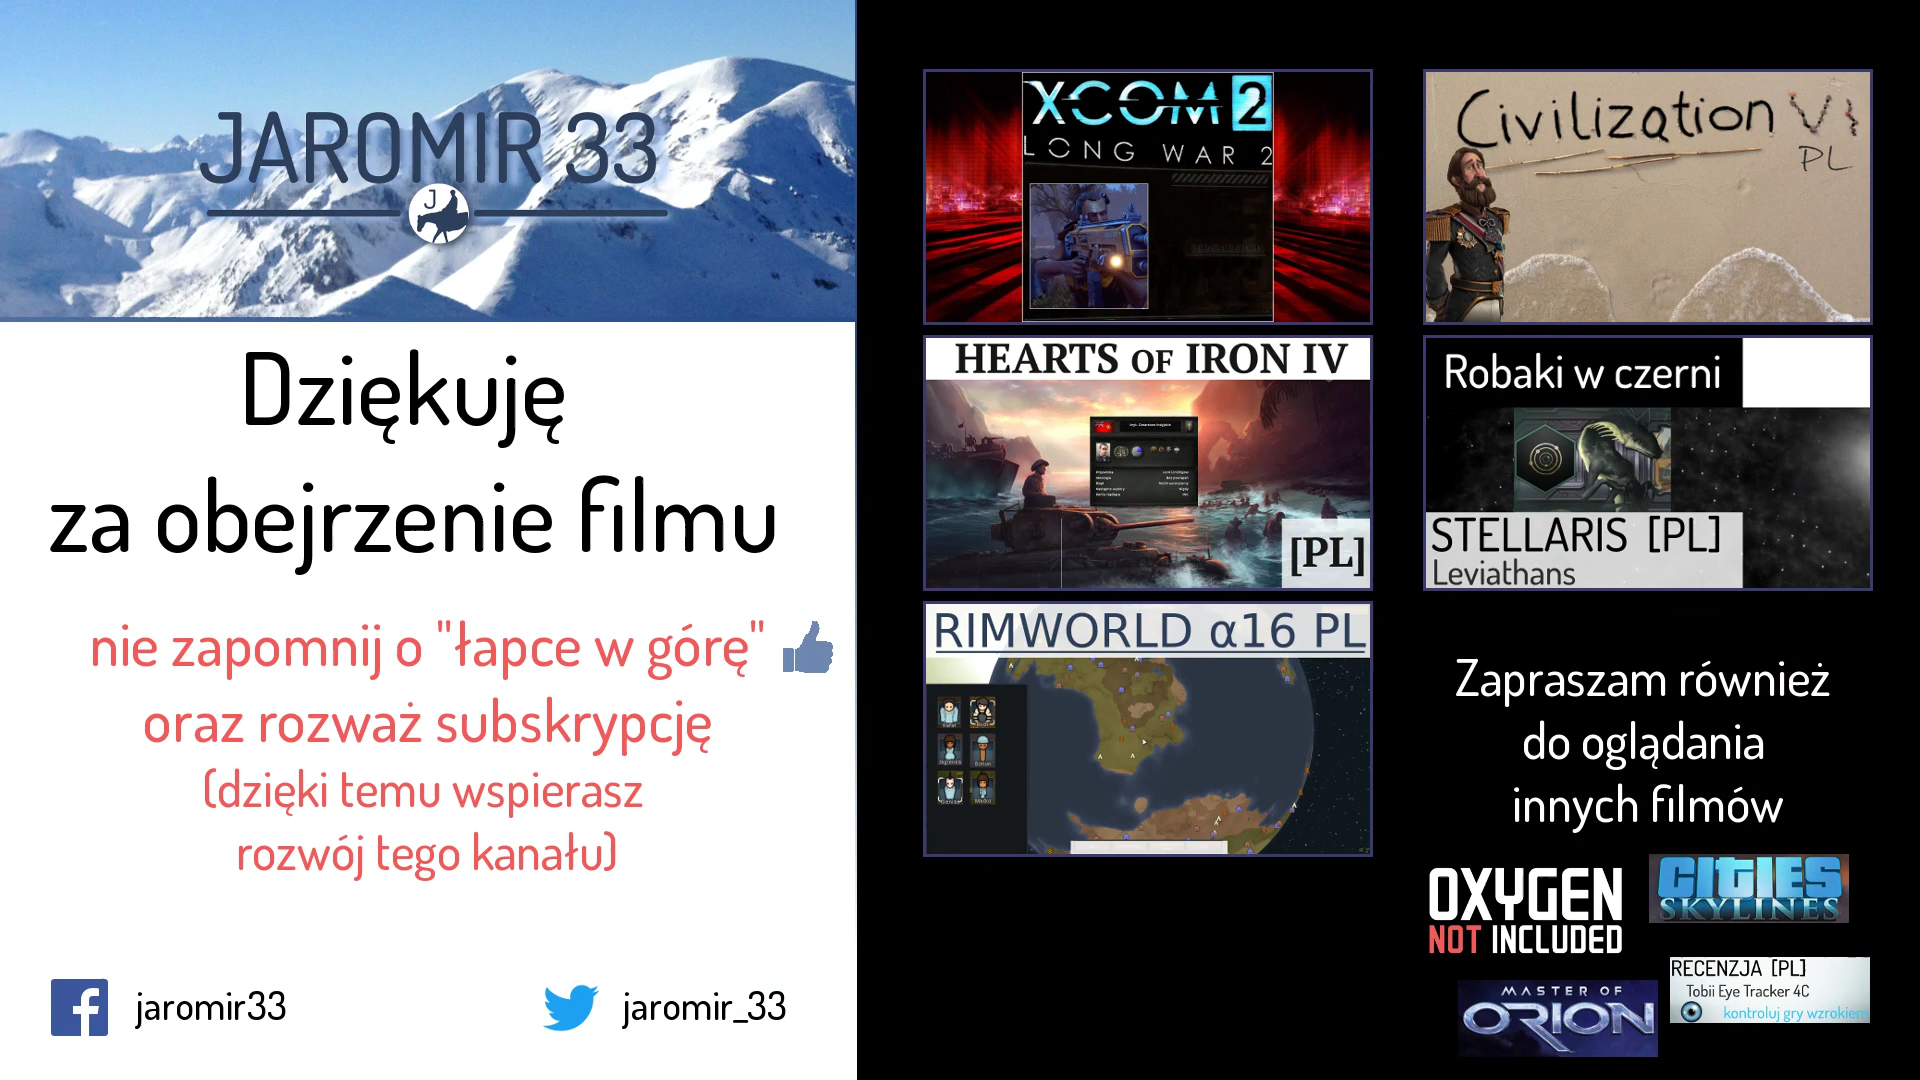 JAROMIR 33
J
Dziękuję
za obejrzenie filmu
nie zapomnij o "łapce w górę"
oraz rozważ subskrypcję
(dzięki temu wspierasz
rozwój tego kanału)
jaromir33
jaromir_33
XCOM 2
LONG WAR 2
Civilization VI
PL
HEARTS OF IRON IV
[PL]
Robaki w czerni
STELLARIS [PL]
Leviathans
RIMWORLD α16 PL
Zapraszam również
do oglądania
innych filmów
OXYGEN
NOT INCLUDED
CITIES
SKYLINES
MASTER OF
ORION
RECENZJA [PL]
Tobii Eye Tracker 4C
kontroluj gry wzrokiem